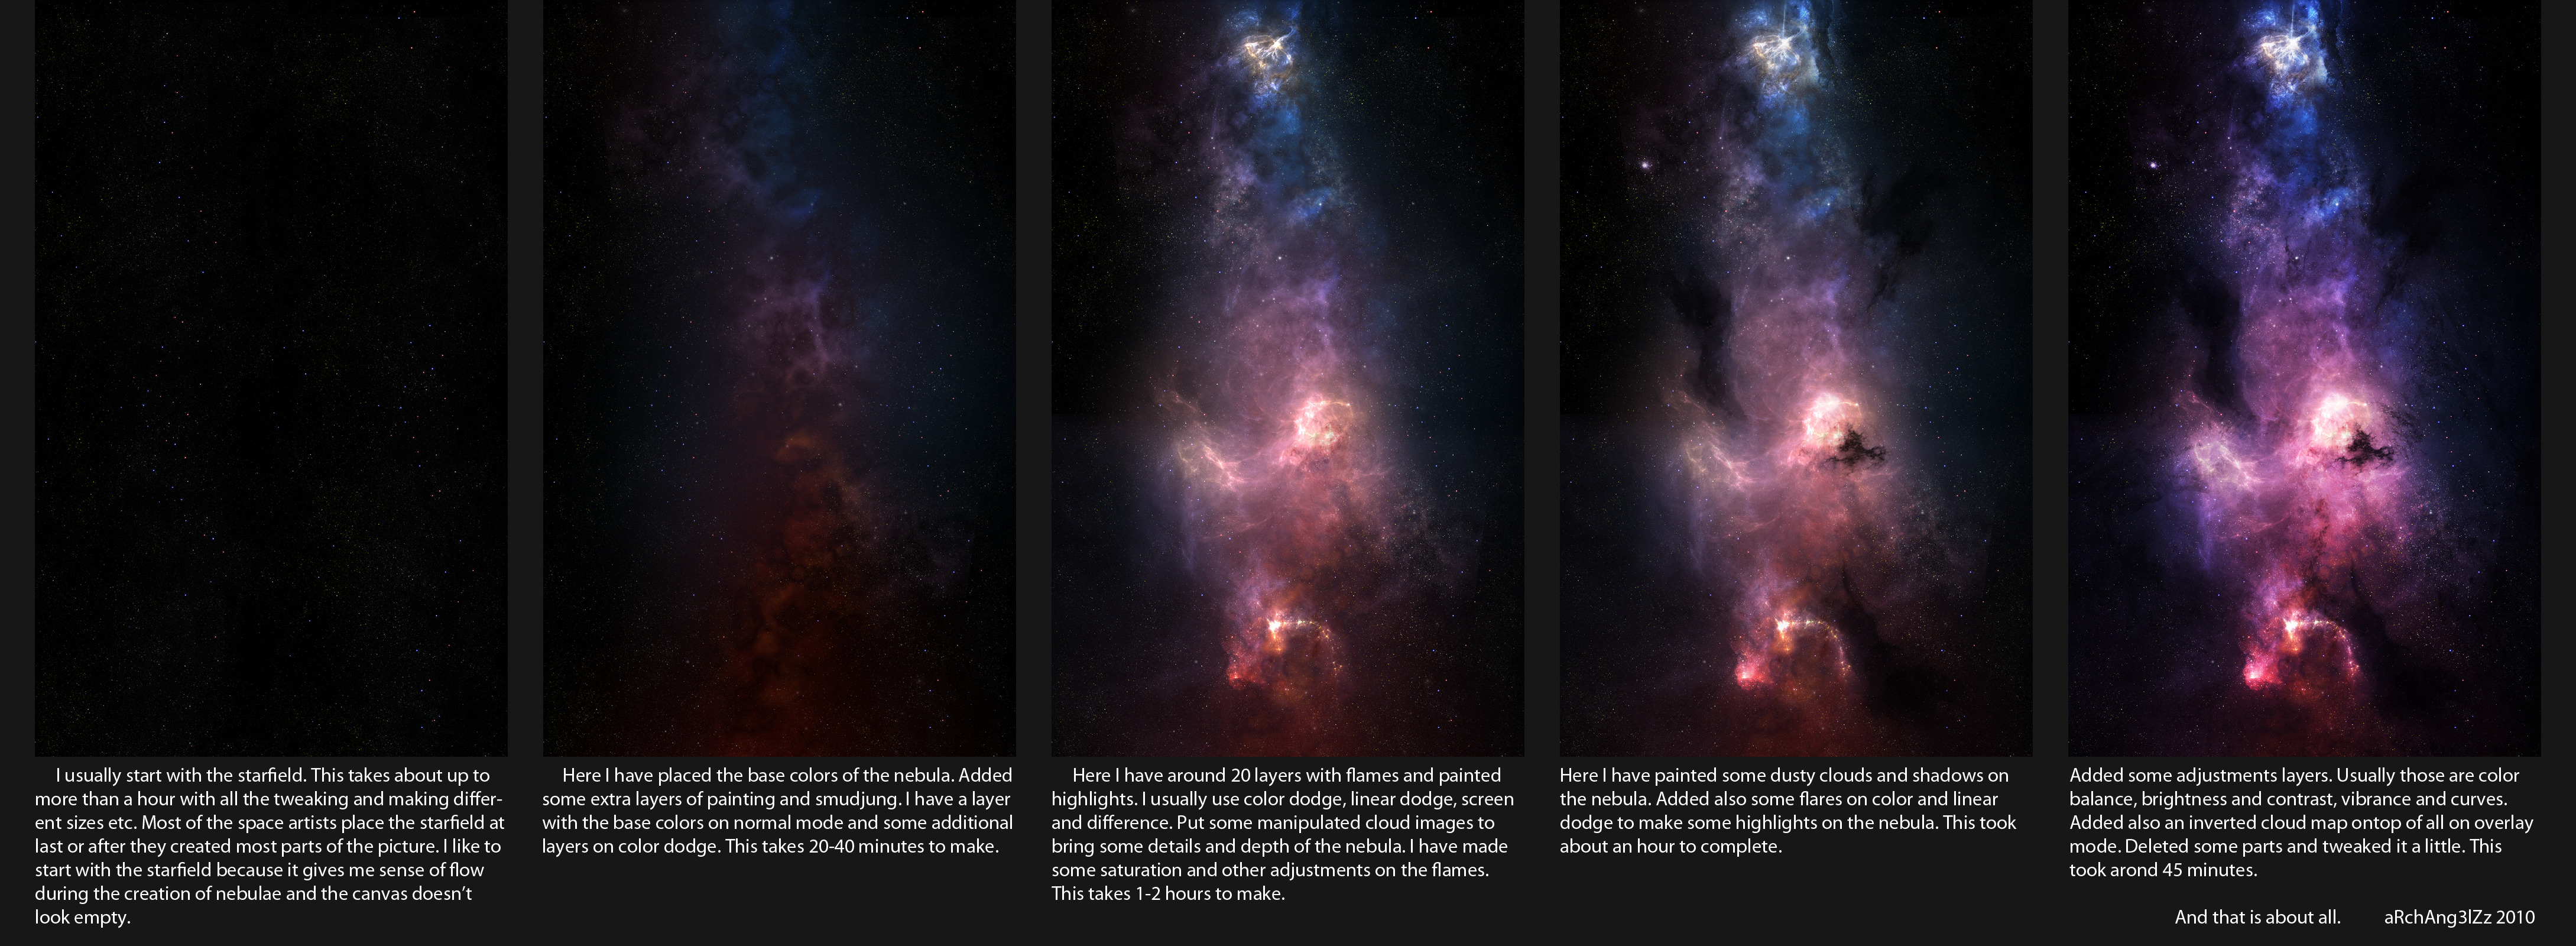 I usually start with the starfield. This takes about up to
more than a hour with all the tweaking and making differ-
ent sizes etc. Most of the space artists place the starfield at
last or after they created most parts of the picture. I like to
start with the starfield because it gives me sense of flow
during the creation of nebulae and the canvas doesn't
look empty.
Here I have placed the base colors of the nebula. Added
some extra layers of painting and smudjung. I have a layer
with the base colors on normal mode and some additional
layers on color dodge. This takes 20-40 minutes to make.
Here I have around 20 layers with flames and painted
highlights. I usually use color dodge, linear dodge, screen
and difference. Put some manipulated cloud images to
bring some details and depth of the nebula. I have made
some saturation and other adjustments on the flames.
This takes 1-2 hours to make.
Here I have painted some dusty clouds and shadows on
the nebula. Added also some flares on color and linear
dodge to make some highlights on the nebula. This took
about an hour to complete.
Added some adjustments layers. Usually those are color
balance, brightness and contrast, vibrance and curves.
Added also an inverted cloud map ontop of all on overlay
mode. Deleted some parts and tweaked it a little. This
took arond 45 minutes.
And that is about all. aRchAng3lZz 2010